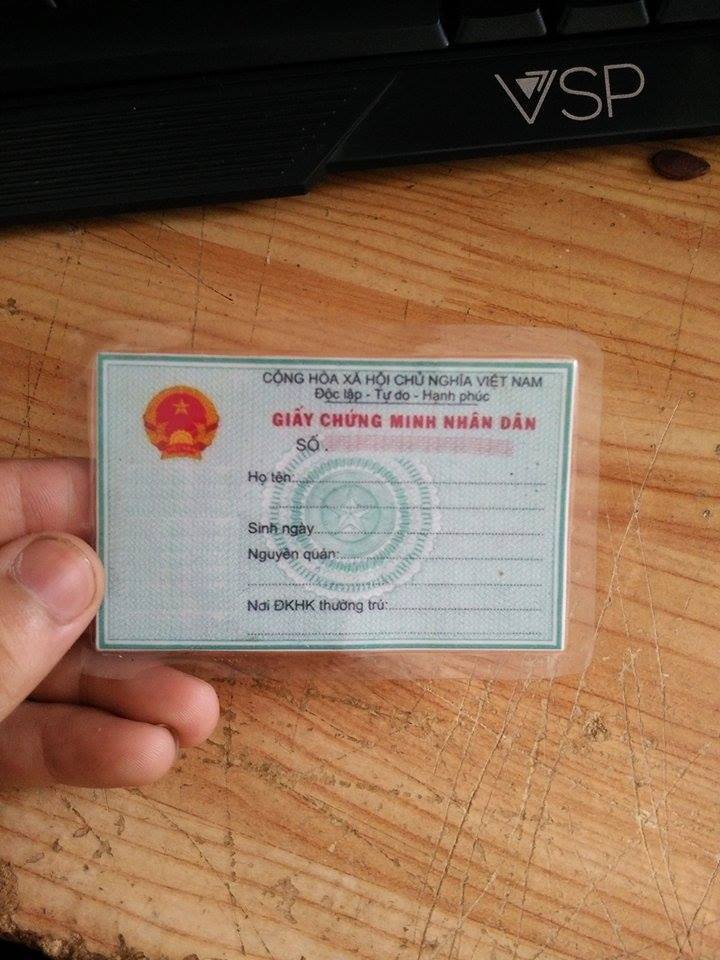 VSP
CỘNG HÒA XÃ HỘI CHỦ NGHĨA VIỆT NAM
Độc lập - Tự do - Hạnh phúc
GIẤY CHỨNG MINH NHÂN DÂN
SỐ .
Họ tên:
Sinh ngày
Nguyên quán:
Nơi ĐKHK thường trú: